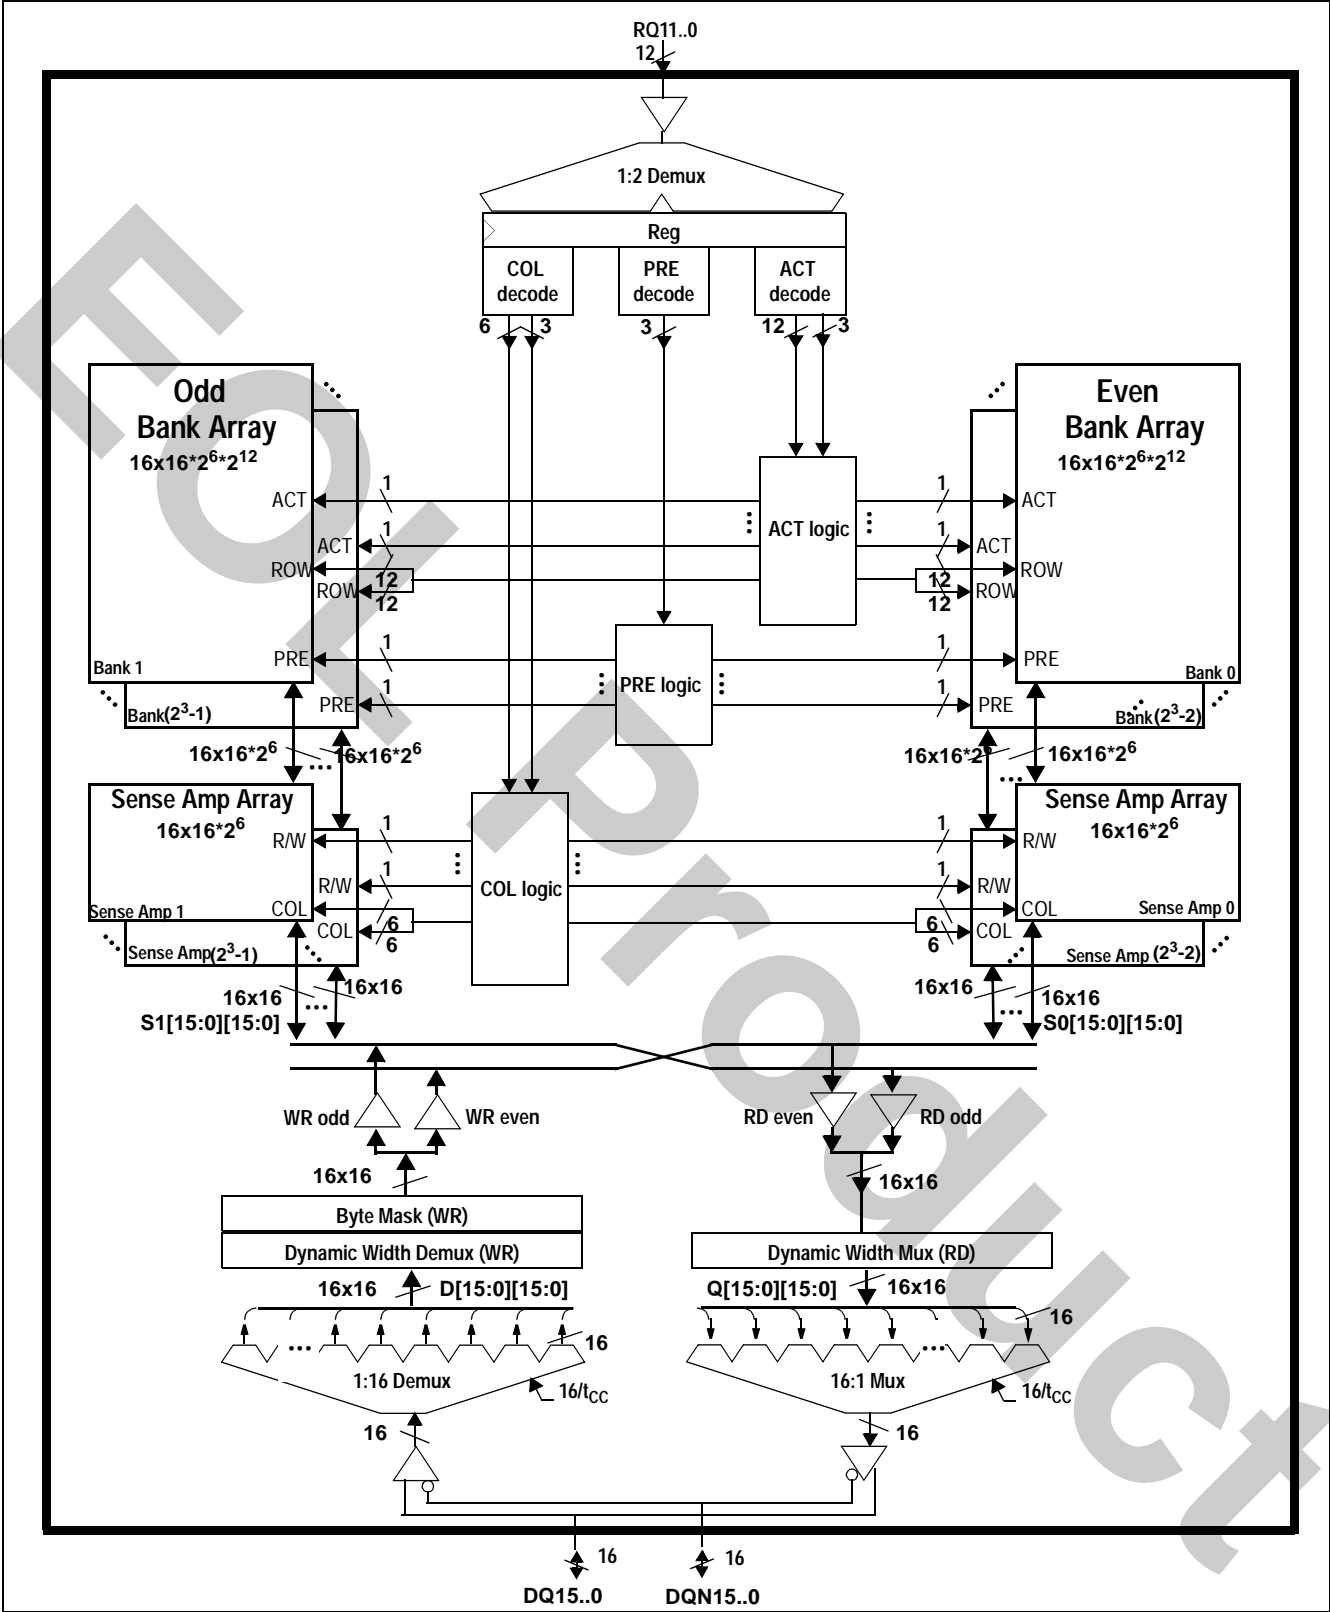 RQ11..0
12
1:2 Demux
Reg
COL decode
PRE decode
ACT decode
6
3
3
12
3
Odd
Bank Array
16x16*2^6*2^12
Even
Bank Array
16x16*2^6*2^12
ACT
1
1
ACT
ACT logic
ACT
1
1
ACT
ROW
12
12
ROW
ROW
12
12
ROW
PRE
1
1
PRE
Bank 1
PRE logic
Bank 0
PRE
1
1
PRE
Bank(2^3-1)
Bank(2^3-2)
16x16*2^6
16x16*2^6
16x16*2^6
16x16*2^6
Sense Amp Array
16x16*2^6
Sense Amp Array
16x16*2^6
R/W
1
1
R/W
R/W
1
1
R/W
COL logic
COL
6
6
COL
Sense Amp 1
Sense Amp 0
COL
6
6
COL
Sense Amp(2^3-1)
Sense Amp (2^3-2)
16x16
16x16
16x16
16x16
S1[15:0][15:0]
S0[15:0][15:0]
WR odd
WR even
RD even
RD odd
16x16
16x16
Byte Mask (WR)
Dynamic Width Demux (WR)
Dynamic Width Mux (RD)
16x16
D[15:0][15:0]
Q[15:0][15:0]
16x16
16
16
1:16 Demux
16/tCC
16:1 Mux
16/tCC
16
16
16
16
DQ15..0
DQN15..0
EOL Product